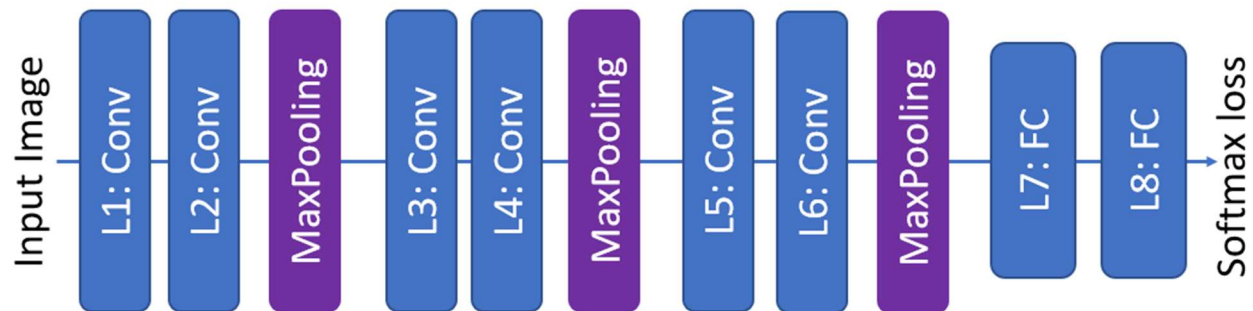 Input Image
L1: Conv
L2: Conv
MaxPooling
L3: Conv
L4: Conv
MaxPooling
L5: Conv
L6: Conv
MaxPooling
L7: FC
L8: FC
Softmax loss